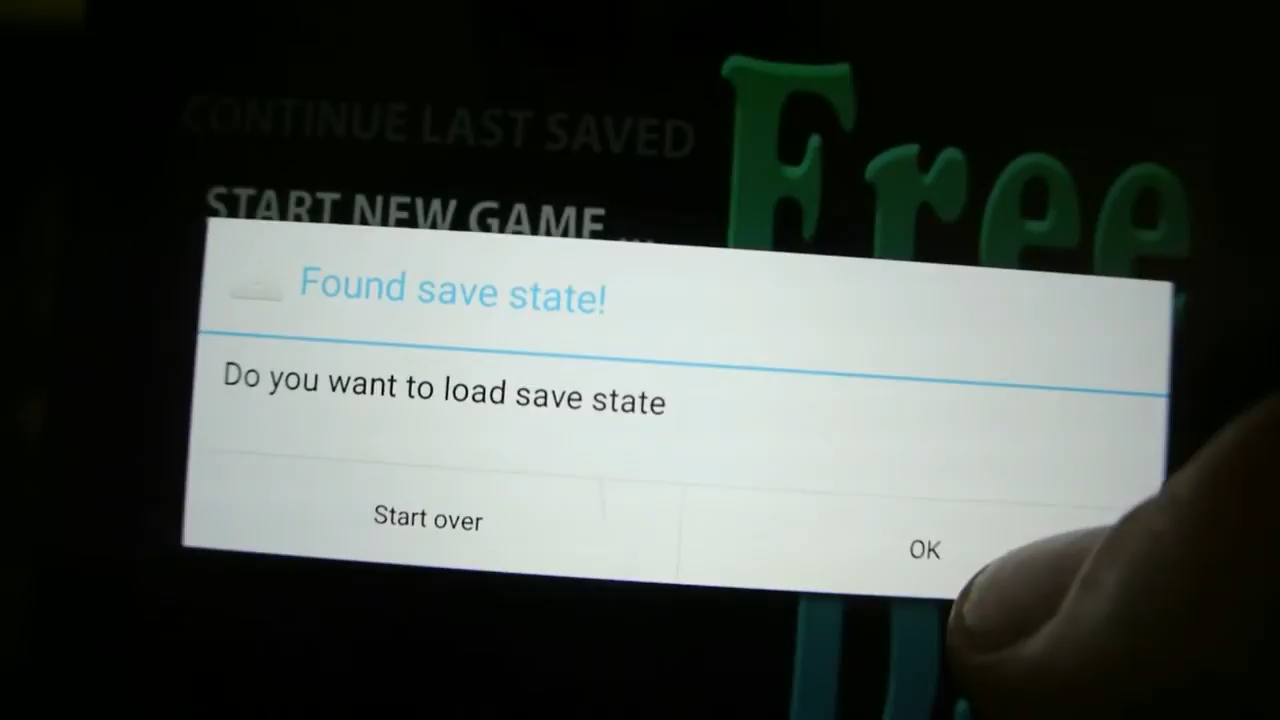 CONTINUE LAST SAVED
START NEW GAME ...
Free
Found save state!
Do you want to load save state
Start over
OK